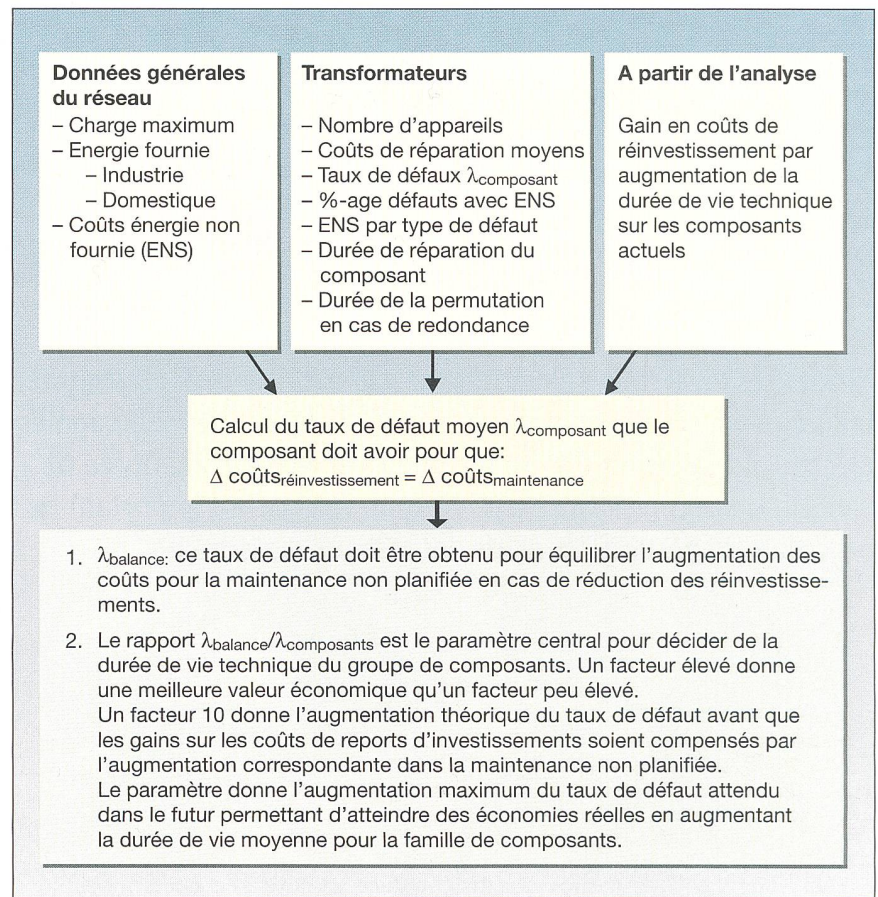 Données générales
du réseau
– Charge maximum
– Energie fournie
– Industrie
– Domestique
– Coûts énergie non
fournie (ENS)
Transformateurs
– Nombre d'appareils
– Coûts de réparation moyens
– Taux de défaux λcomposant
– %-age défauts avec ENS
– ENS par type de défaut
– Durée de réparation du
composant
– Durée de la permutation
en cas de redondance
A partir de l'analyse
Gain en coûts de
réinvestissement par
augmentation de la
durée de vie technique
sur les composants
actuels
Calcul du taux de défaut moyen λcomposant que le
composant doit avoir pour que:
Δ coûtsréinvestissement = Δ coûtsmaintenance
1. λbalance: ce taux de défaut doit être obtenu pour équilibrer l'augmentation des
coûts pour la maintenance non planifiée en cas de réduction des réinvestisse-
ments.
2. Le rapport λbalance/λcomposants est le paramètre central pour décider de la
durée de vie technique du groupe de composants. Un facteur élevé donne
une meilleure valeur économique qu'un facteur peu élevé.
Un facteur 10 donne l'augmentation théorique du taux de défaut avant que
les gains sur les coûts de reports d'investissements soient compensés par
l'augmentation correspondante dans la maintenance non planifiée.
Le paramètre donne l'augmentation maximum du taux de défaut attendu
dans le futur permettant d'atteindre des économies réelles en augmentant
la durée de vie moyenne pour la famille de composants.